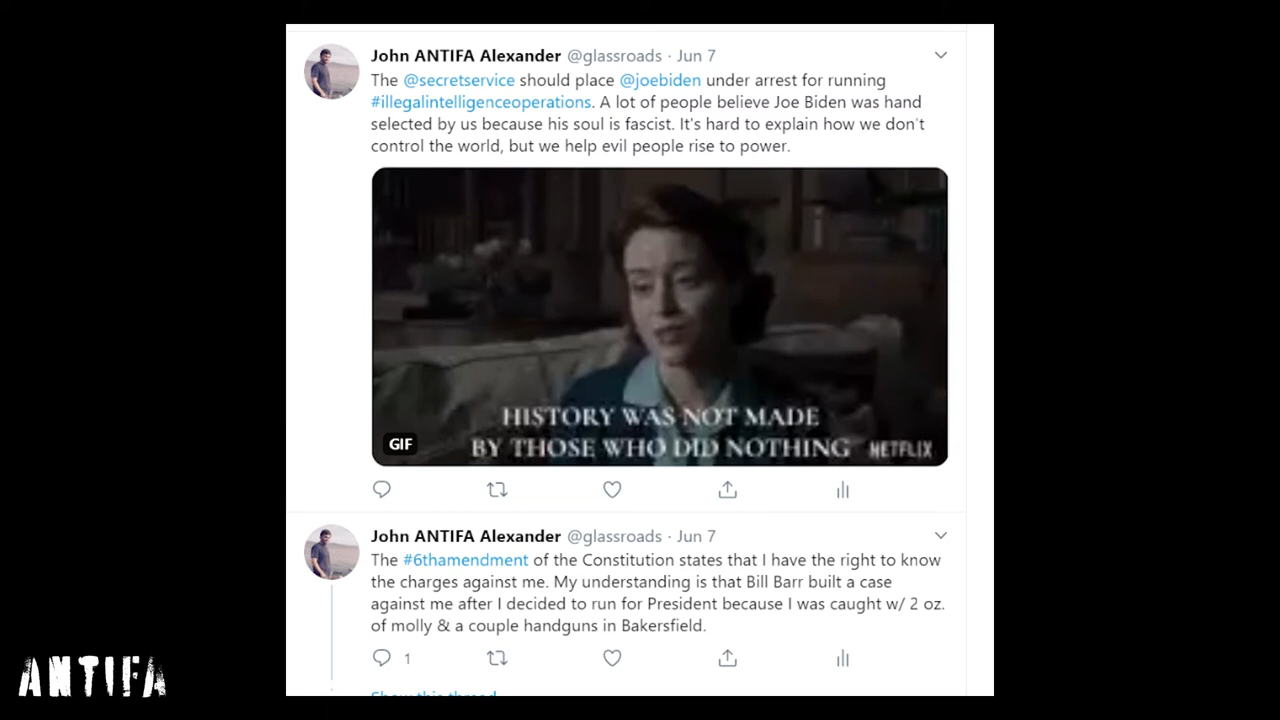 John ANTIFA Alexander @glassroads · Jun 7
The @secretservice should place @joebiden under arrest for running
#illegalintelligenceoperations. A lot of people believe Joe Biden was hand
selected by us because his soul is fascist. It's hard to explain how we don't
control the world, but we help evil people rise to power.
HISTORY WAS NOT MADE
BY THOSE WHO DID NOTHING
GIF
NETFLIX
John ANTIFA Alexander @glassroads · Jun 7
The #6thamendment of the Constitution states that I have the right to know
the charges against me. My understanding is that Bill Barr built a case
against me after I decided to run for President because I was caught w/ 2 oz.
of molly & a couple handguns in Bakersfield.
1
Show this thread
ANTIFA